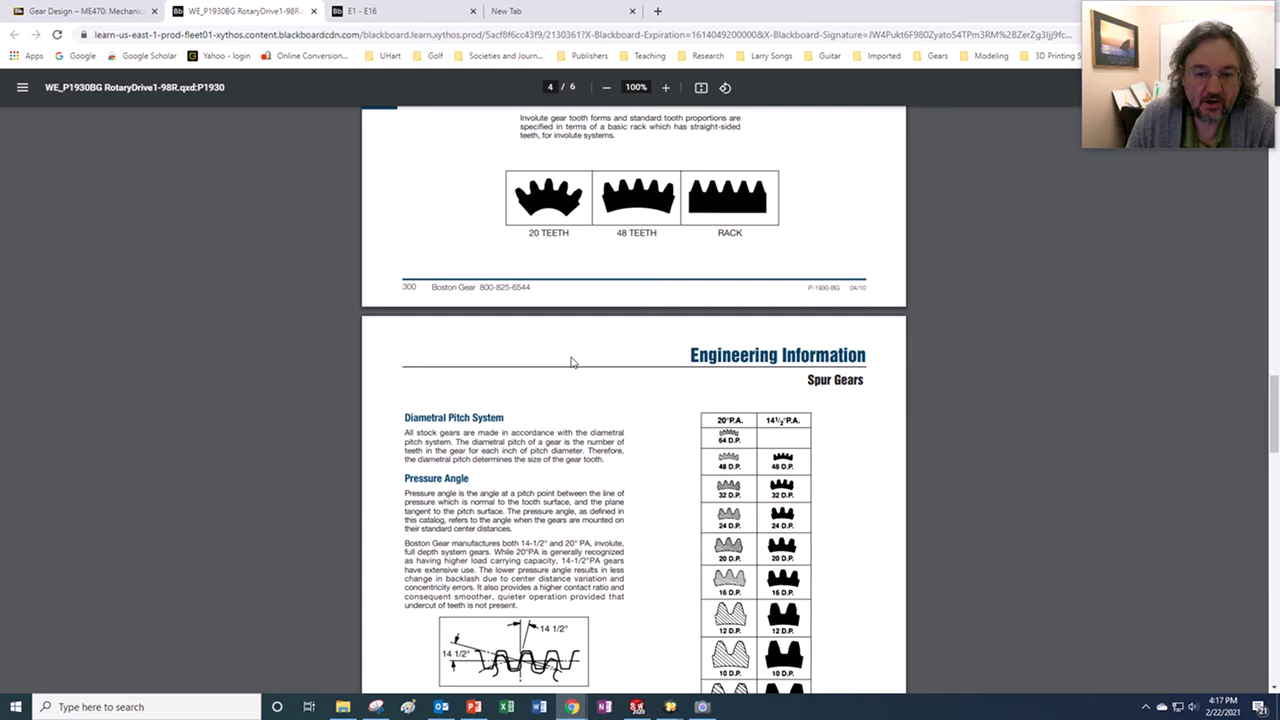 Gear Design – ME470: Mechanic
WE_P1930BG RotaryDrive1-98R.
E1 - E16
New Tab
learn-us-east-1-prod-fleet01-xythos.content.blackboardcdn.com/blackboard.learn.xythos.prod/5acf8f6cc43f9/21303617X-Blackboard-Expiration=1614049200000&X-Blackboard-Signature=JW4Pukt6F980Zyato54TPm3RM%2BZerZg3Ijj9fc...
Apps
Google
Google Scholar
Yahoo - login
Online Conversion...
UHart
Golf
Societies and Journ...
Publishers
Teaching
Research
Larry Songs
Guitar
Imported
Gears
Modeling
3D Printing S
WE_P1930BG RotaryDrive1-98R.qxd:P1930
4 / 6
100%
Involute gear tooth forms and standard tooth proportions are
specified in terms of a basic rack which has straight-sided
teeth, for involute systems.
20 TEETH
48 TEETH
RACK
300 Boston Gear 800-825-6544
P-1930-BG 04/10
Engineering Information
Spur Gears
Diametral Pitch System
All stock gears are made in accordance with the diametral
pitch system. The diametral pitch of a gear is the number of
teeth in the gear for each inch of pitch diameter. Therefore,
the diametral pitch determines the size of the gear tooth.
Pressure Angle
Pressure angle is the angle at a pitch point between the line of
pressure which is normal to the tooth surface, and the plane
tangent to the pitch surface. The pressure angle, as defined in
this catalog, refers to the angle when the gears are mounted on
their standard center distances.
Boston Gear manufactures both 14-1/2° and 20° PA, involute,
full depth system gears. While 20°PA is generally recognized
as having higher load carrying capacity, 14-1/2°PA gears
have extensive use. The lower pressure angle results in less
change in backlash due to center distance variation and
concentricity errors. It also provides a higher contact ratio and
consequent smoother, quieter operation provided that
undercut of teeth is not present.
14 1/2°
14 1/2°
20°P.A. 14½°P.A.
64 D.P.
48 D.P. 48 D.P.
32 D.P. 32 D.P.
24 D.P. 24 D.P.
20 D.P. 20 D.P.
16 D.P. 16 D.P.
12 D.P. 12 D.P.
10 D.P. 10 D.P.
Type here to search
4:17 PM
2/22/2021
21